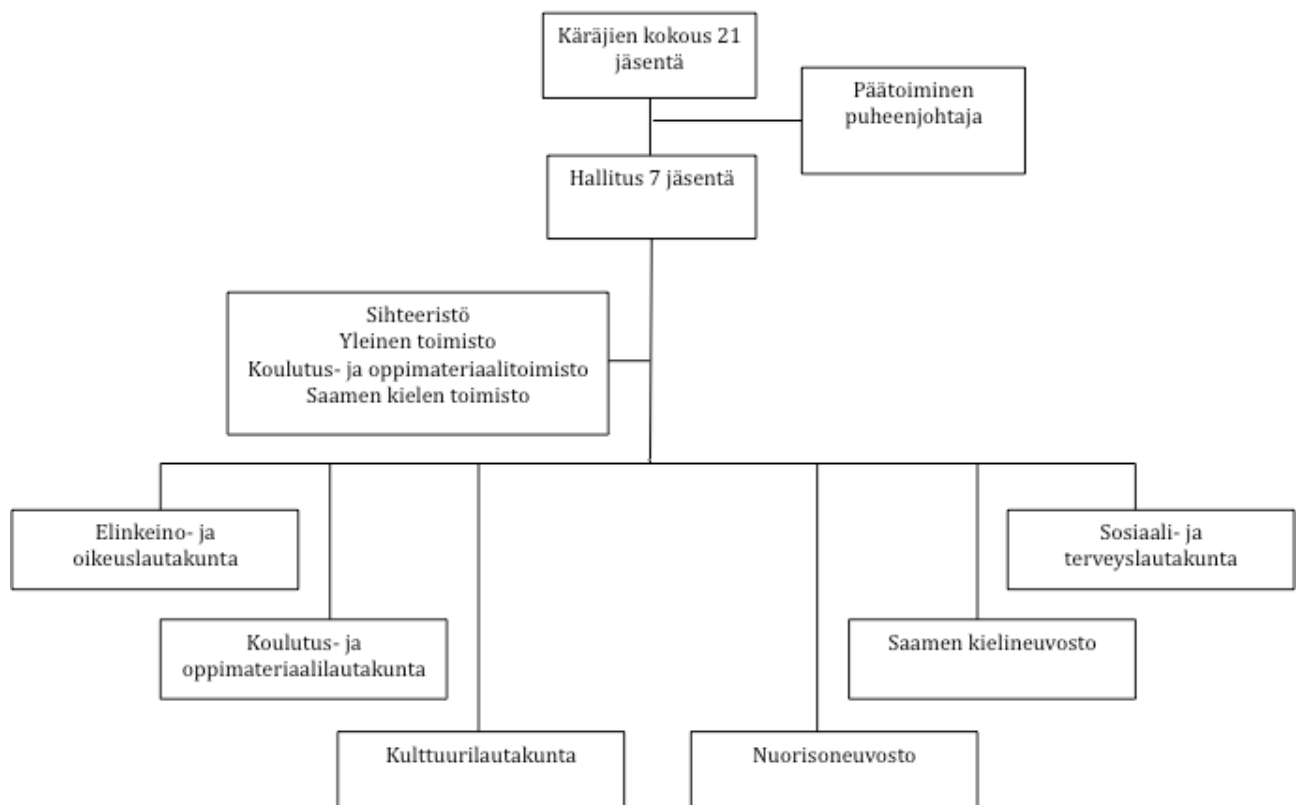 Käräjien kokous 21
jäsentä
Päätoiminen
puheenjohtaja
Hallitus 7 jäsentä
Sihteeristö
Yleinen toimisto
Koulutus- ja oppimateriaalitoimisto
Saamen kielen toimisto
Elinkeino- ja
oikeuslautakunta
Sosiaali- ja
terveyslautakunta
Koulutus- ja
oppimateriaalilautakunta
Saamen kielineuvosto
Kulttuurilautakunta
Nuorisoneuvosto